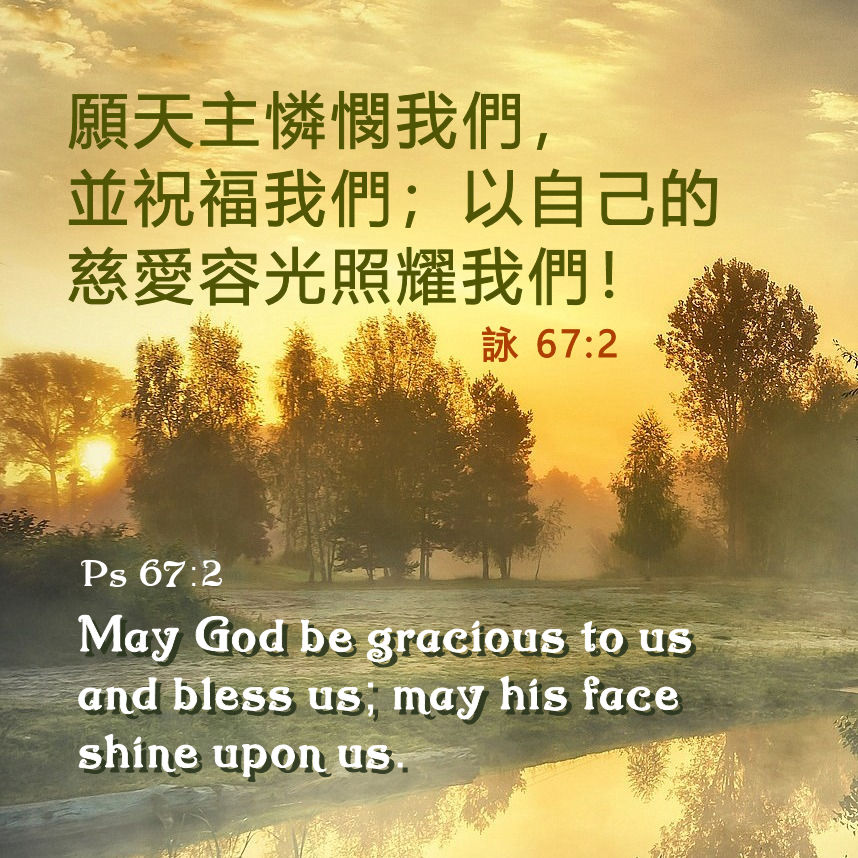 願天主憐憫我們，
並祝福我們；以自己的
慈愛容光照耀我們！
詠 67:2
Ps 67:2
May God be gracious to us
and bless us; may his face
shine upon us.